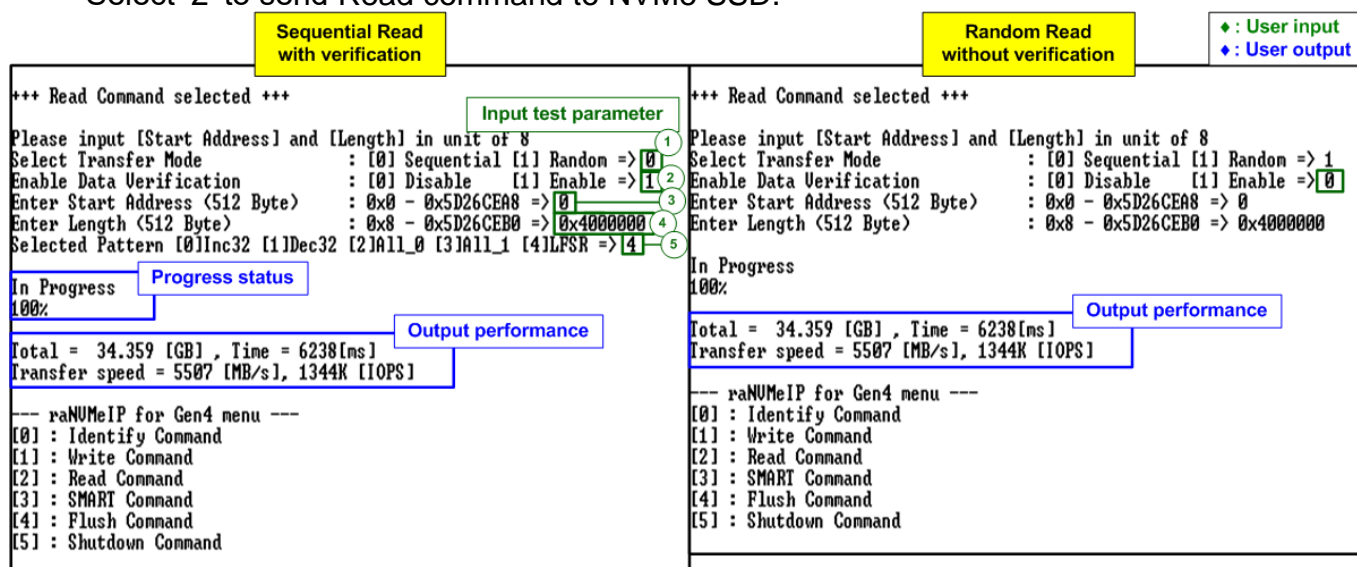 Select '2' to send Read command to NVMe SSD.
Sequential Read
with verification
Random Read
without verification
♦ : User input
♦ : User output
+++ Read Command selected +++
Input test parameter
Please input [Start Address] and [Length] in unit of 8
1
Select Transfer Mode : [0] Sequential [1] Random => 0
Enable Data Verification : [0] Disable [1] Enable => 1
2
Enter Start Address (512 Byte) : 0x0 - 0x5D26CEA8 => 0
3
Enter Length (512 Byte) : 0x8 - 0x5D26CEB0 => 0x4000000
4
Selected Pattern [0]Inc32 [1]Dec32 [2]All_0 [3]All_1 [4]LFSR => 4
5
In Progress
Progress status
100%
Output performance
Total = 34.359 [GB] , Time = 6238[ms]
Transfer speed = 5507 [MB/s], 1344K [IOPS]
--- raNVMeIP for Gen4 menu ---
[0] : Identify Command
[1] : Write Command
[2] : Read Command
[3] : SMART Command
[4] : Flush Command
[5] : Shutdown Command
+++ Read Command selected +++
Please input [Start Address] and [Length] in unit of 8
Select Transfer Mode : [0] Sequential [1] Random => 1
Enable Data Verification : [0] Disable [1] Enable => 0
Enter Start Address (512 Byte) : 0x0 - 0x5D26CEA8 => 0
Enter Length (512 Byte) : 0x8 - 0x5D26CEB0 => 0x4000000
In Progress
100%
Output performance
Total = 34.359 [GB] , Time = 6238[ms]
Transfer speed = 5507 [MB/s], 1344K [IOPS]
--- raNVMeIP for Gen4 menu ---
[0] : Identify Command
[1] : Write Command
[2] : Read Command
[3] : SMART Command
[4] : Flush Command
[5] : Shutdown Command